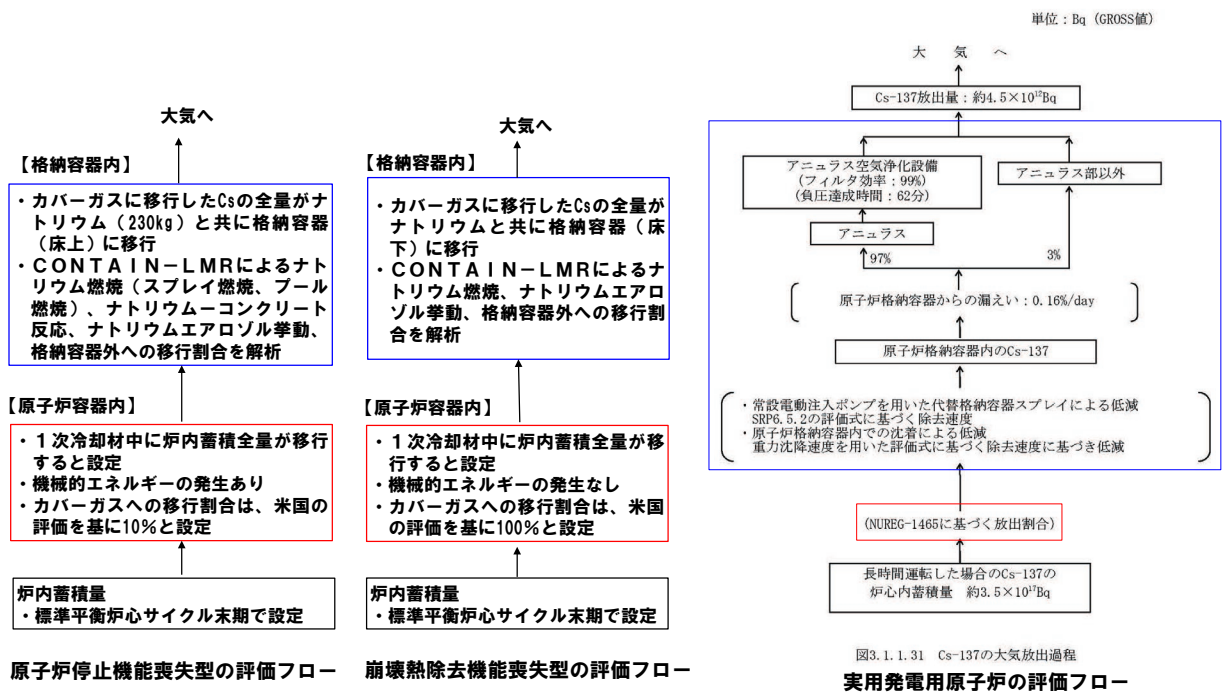 大気へ
【格納容器内】
・カバーガスに移行したCsの全量がナ
トリウム（230kg）と共に格納容器
（床上）に移行
・ＣＯＮＴＡＩＮ－ＬＭＲによるナト
リウム燃焼（スプレイ燃焼、プール
燃焼）、ナトリウムーコンクリート
反応、ナトリウムエアロゾル挙動、
格納容器外への移行割合を解析
【原子炉容器内】
・１次冷却材中に炉内蓄積全量が移行
すると設定
・機械的エネルギーの発生あり
・カバーガスへの移行割合は、米国の
評価を基に10%と設定
炉内蓄積量
・標準平衡炉心サイクル末期で設定
原子炉停止機能喪失型の評価フロー
大気へ
【格納容器内】
・カバーガスに移行したCsの全量が
ナトリウムと共に格納容器（床
下）に移行
・ＣＯＮＴＡＩＮ－ＬＭＲによるナ
トリウム燃焼、ナトリウムエアロ
ゾル挙動、格納容器外への移行割
合を解析
【原子炉容器内】
・１次冷却材中に炉内蓄積全量が移
行すると設定
・機械的エネルギーの発生なし
・カバーガスへの移行割合は、米国
の評価を基に100%と設定
炉内蓄積量
・標準平衡炉心サイクル末期で設定
崩壊熱除去機能喪失型の評価フロー
単位：Bq（GROSS値）
大　気　へ
Cs-137放出量：約4.5×10¹²Bq
アニュラス空気浄化設備
（フィルタ効率：99%）
（負圧達成時間：62分）
アニュラス部以外
アニュラス
97%
3%
原子炉格納容器からの漏えい：0.16%/day
原子炉格納容器内のCs-137
・常設電動注入ポンプを用いた代替格納容器スプレイによる低減
SRP6.5.2の評価式に基づく除去速度
・原子炉格納容器内での沈着による低減
重力沈降速度を用いた評価式に基づく除去速度に基づき低減
(NUREG-1465に基づく放出割合)
長時間運転した場合のCs-137の
炉心内蓄積量　約3.5×10¹⁷Bq
図3.1.1.31　Cs-137の大気放出過程
実用発電用原子炉の評価フロー